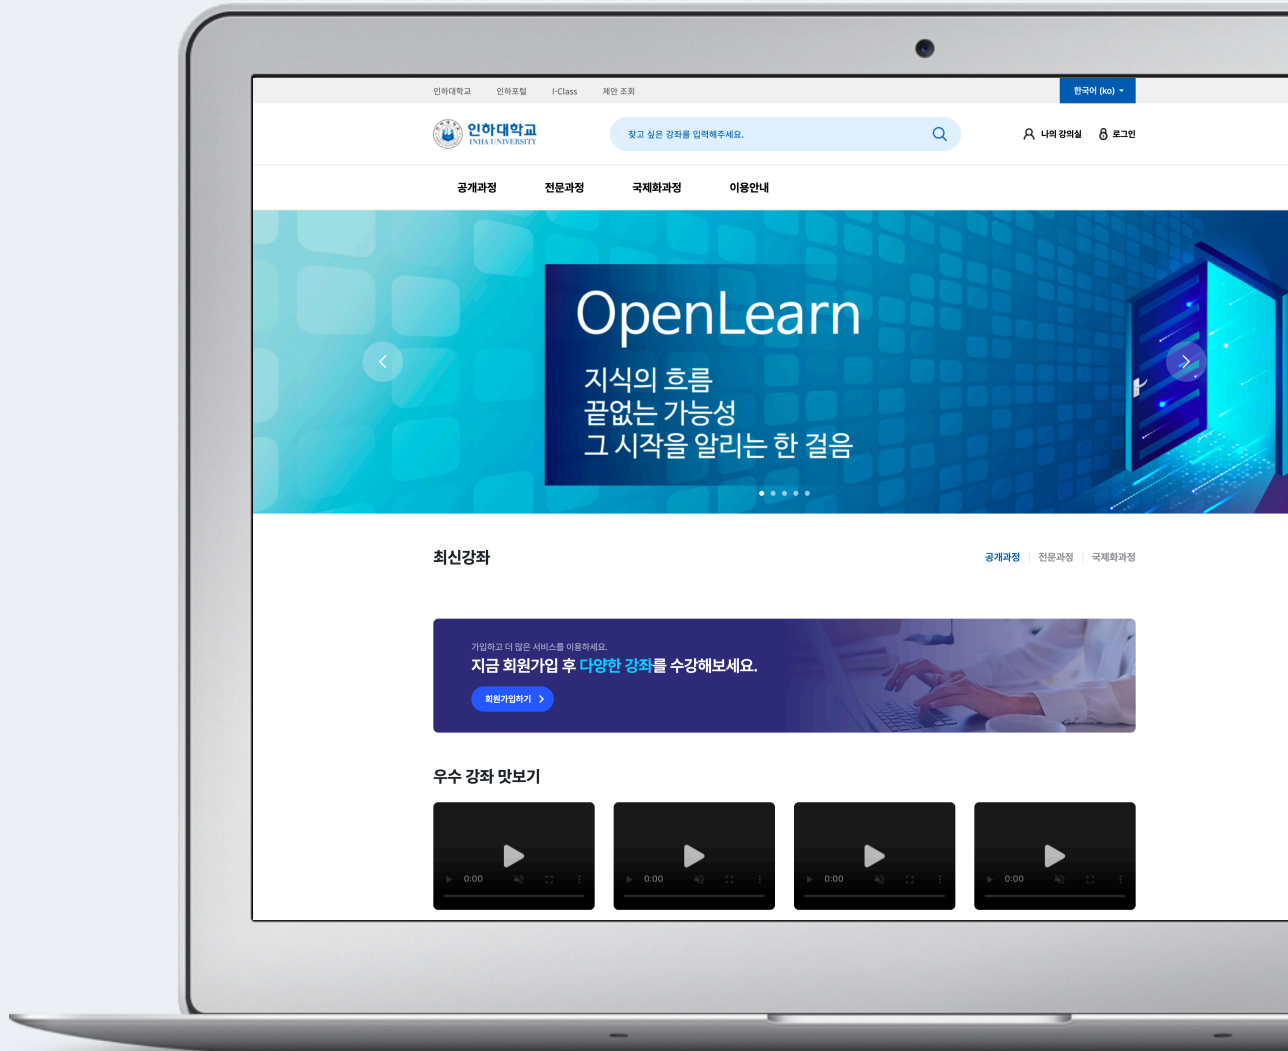 인하대학교 인하포털 I-Class 제안 조회 한국어 (ko)
인하대학교
INHA UNIVERSITY
찾고 싶은 강좌를 입력해주세요.
나의 강의실 로그인
공개과정 전문과정 국제화과정 이용안내
OpenLearn
지식의 흐름
끝없는 가능성
그 시작을 알리는 한 걸음
최신강좌
공개과정 전문과정 국제화과정
가입하고 더 많은 서비스를 이용하세요.
지금 회원가입 후 다양한 강좌를 수강해보세요.
회원가입하기
우수 강좌 맛보기
0:00 0:00 0:00 0:00